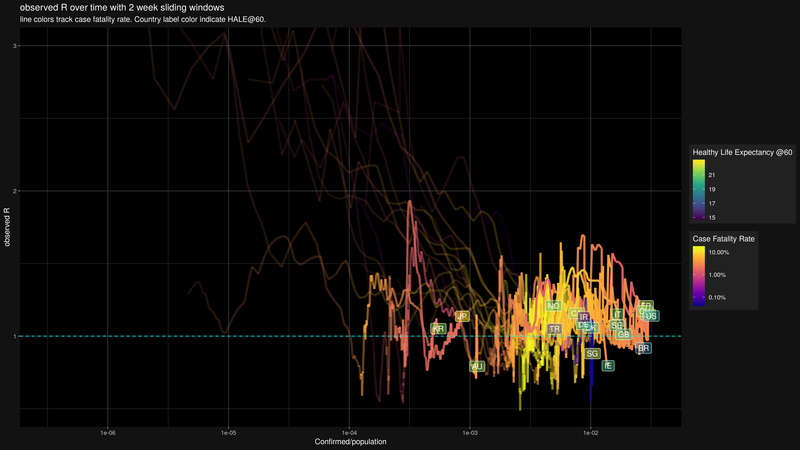 observed R over time with 2 week sliding windows
line colors track case fatality rate. Country label color indicate HALE@60.
3
2
1
observed R
1e-06
1e-05
1e-04
1e-03
1e-02
Confirmed/population
Healthy Life Expectancy @60
21
19
17
15
Case Fatality Rate
10.00%
1.00%
0.10%
KR
JP
AU
NO
TR
IR
SG
IE
IT
SE
GB
US
BR